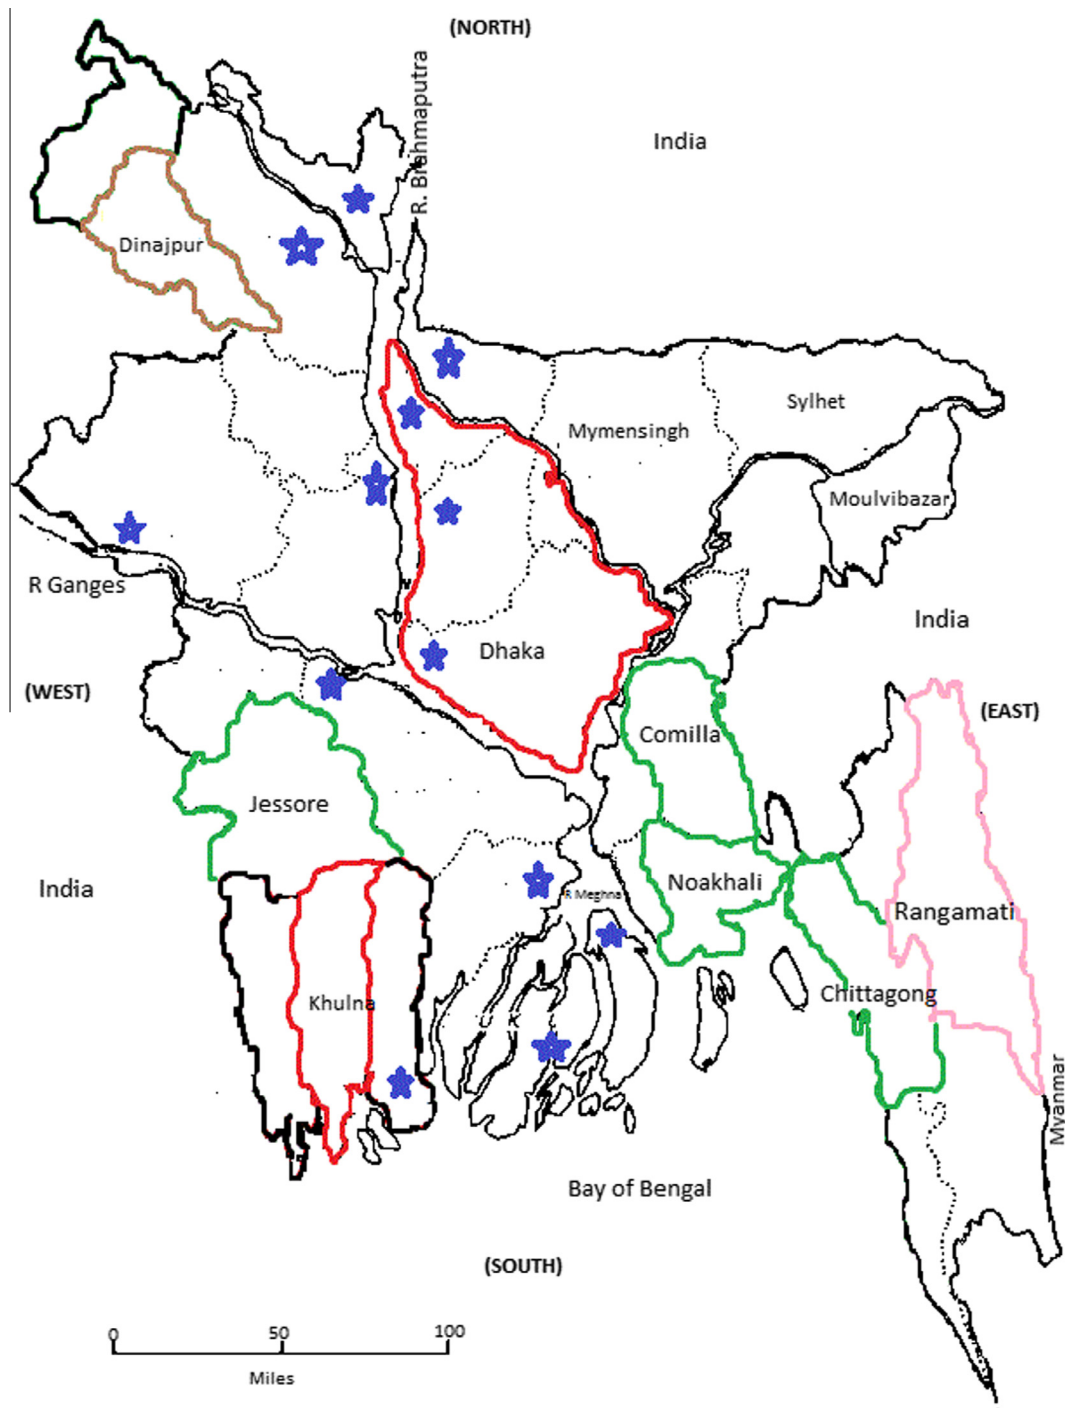 (NORTH)
R. Brahmaputra
India
Dinajpur
Sylhet
Mymensingh
Moulvibazar
R Ganges
India
Dhaka
(WEST)
(EAST)
Comilla
Jessore
Noakhali
India
R Meghna
Rangamati
Khulna
Chittagong
Myanmar
Bay of Bengal
(SOUTH)
0 50 100
Miles